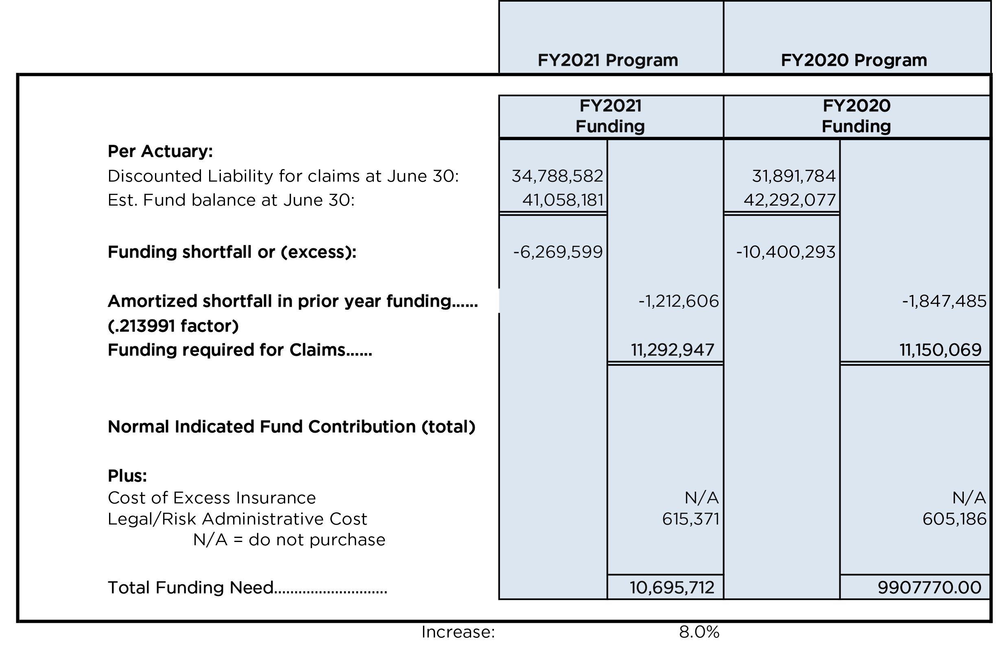 FY2021 Program FY2020 Program
FY2021 FY2020
Funding Funding
Per Actuary:
Discounted Liability for claims at June 30: 34,788,582 31,891,784
Est. Fund balance at June 30: 41,058,181 42,292,077
Funding shortfall or (excess): -6,269,599 -10,400,293
Amortized shortfall in prior year funding...... -1,212,606 -1,847,485
(.213991 factor)
Funding required for Claims...... 11,292,947 11,150,069
Normal Indicated Fund Contribution (total)
Plus:
Cost of Excess Insurance N/A N/A
Legal/Risk Administrative Cost 615,371 605,186
N/A = do not purchase
Total Funding Need........................... 10,695,712 9907770.00
Increase: 8.0%